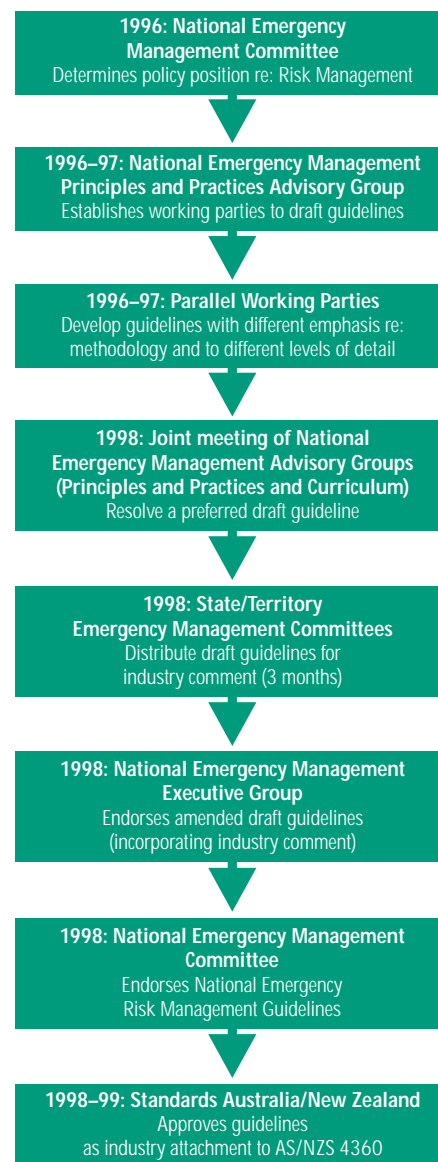 1996: National Emergency
Management Committee
Determines policy position re: Risk Management
1996–97: National Emergency Management
Principles and Practices Advisory Group
Establishes working parties to draft guidelines
1996–97: Parallel Working Parties
Develop guidelines with different emphasis re:
methodology and to different levels of detail
1998: Joint meeting of National
Emergency Management Advisory Groups
(Principles and Practices and Curriculum)
Resolve a preferred draft guideline
1998: State/Territory
Emergency Management Committees
Distribute draft guidelines for
industry comment (3 months)
1998: National Emergency Management
Executive Group
Endorses amended draft guidelines
(incorporating industry comment)
1998: National Emergency Management
Committee
Endorses National Emergency
Risk Management Guidelines
1998–99: Standards Australia/New Zealand
Approves guidelines
as industry attachment to AS/NZS 4360